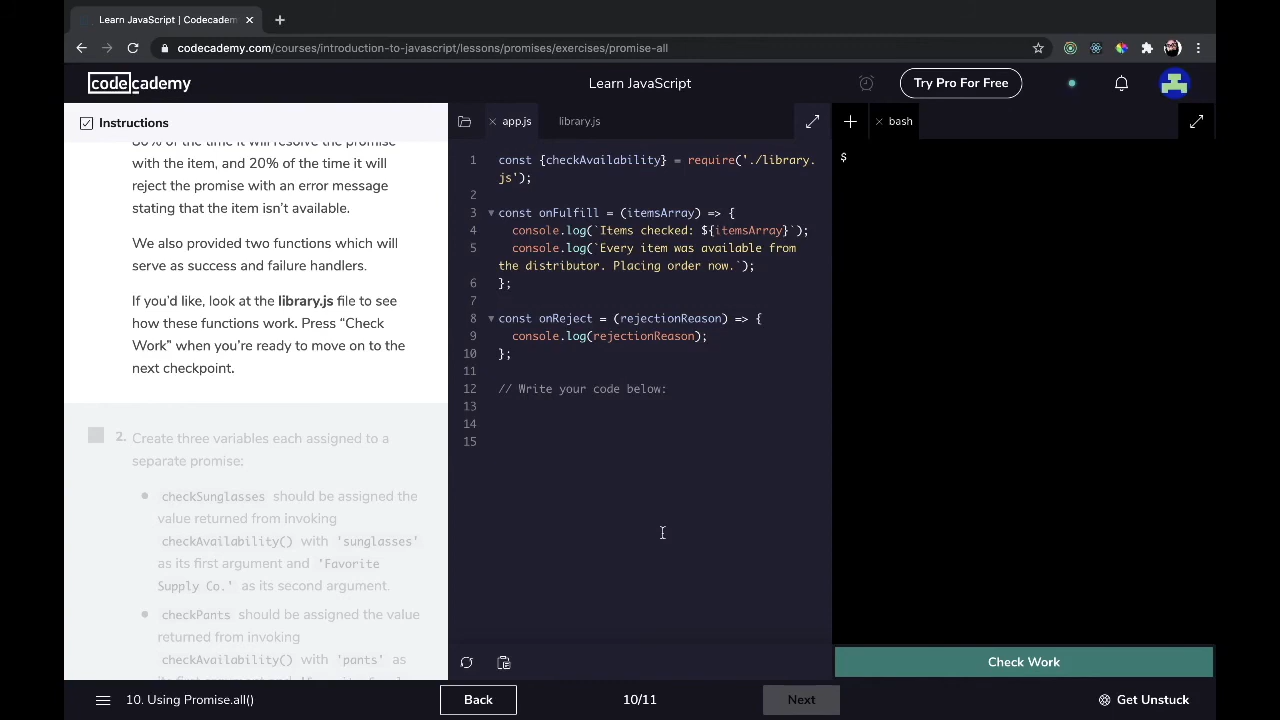 Learn JavaScript | Codecadem
codecademy.com/courses/introduction-to-javascript/lessons/promises/exercises/promise-all
codecademy
Learn JavaScript
Try Pro For Free
Instructions
80% of the time it will resolve the promise
with the item, and 20% of the time it will
reject the promise with an error message
stating that the item isn't available.
We also provided two functions which will
serve as success and failure handlers.
If you'd like, look at the library.js file to see
how these functions work. Press “Check
Work” when you're ready to move on to the
next checkpoint.
2. Create three variables each assigned to a
separate promise;
checkSunglasses should be assigned the
value returned from invoking
checkAvailability() with 'sunglasses'
as its first argument and 'Favorite
Supply Co.' as its second argument.
checkPants should be assigned the value
returned from invoking
checkAvailability() with 'pants' as
app.js
library.js
1 const {checkAvailability} = require('./library.
js');
2
3 const onFulfill = (itemsArray) => {
4 console.log(`Items checked: ${itemsArray}`);
5 console.log(`Every item was available from
the distributor. Placing order now.`);
6 };
7
8 const onReject = (rejectionReason) => {
9 console.log(rejectionReason);
10 };
11
12 // Write your code below:
13
14
15
bash
$
Check Work
10. Using Promise.all()
Back
10/11
Next
Get Unstuck